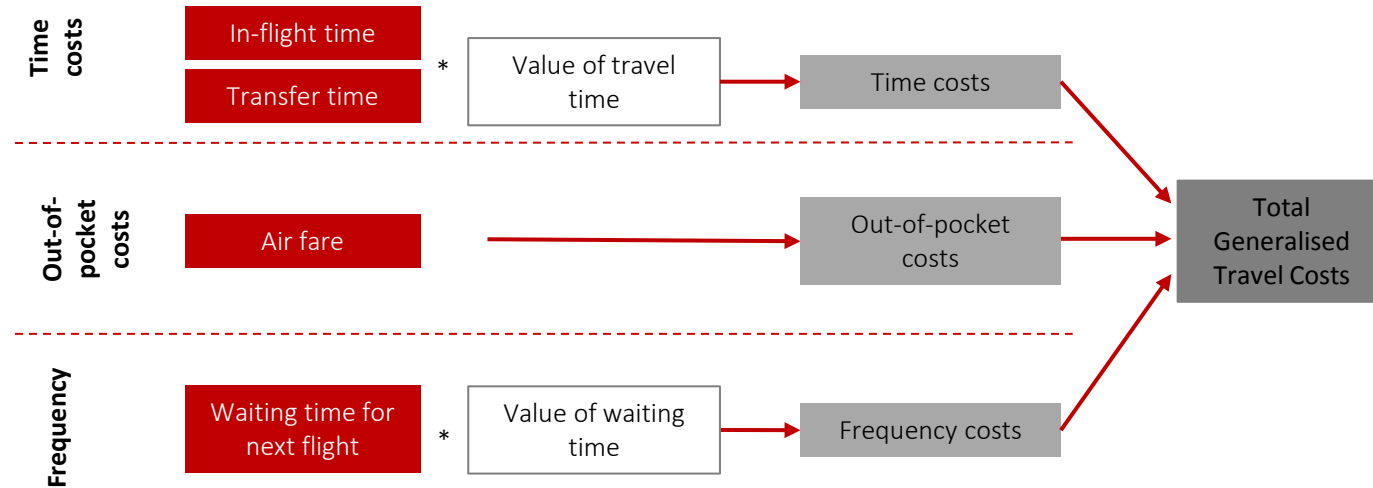 Time
costs
In-flight time
Transfer time
*
Value of travel
time
Time costs
Out-of-
pocket
costs
Air fare
Out-of-pocket
costs
Total
Generalised
Travel Costs
Frequency
Waiting time for
next flight
*
Value of waiting
time
Frequency costs